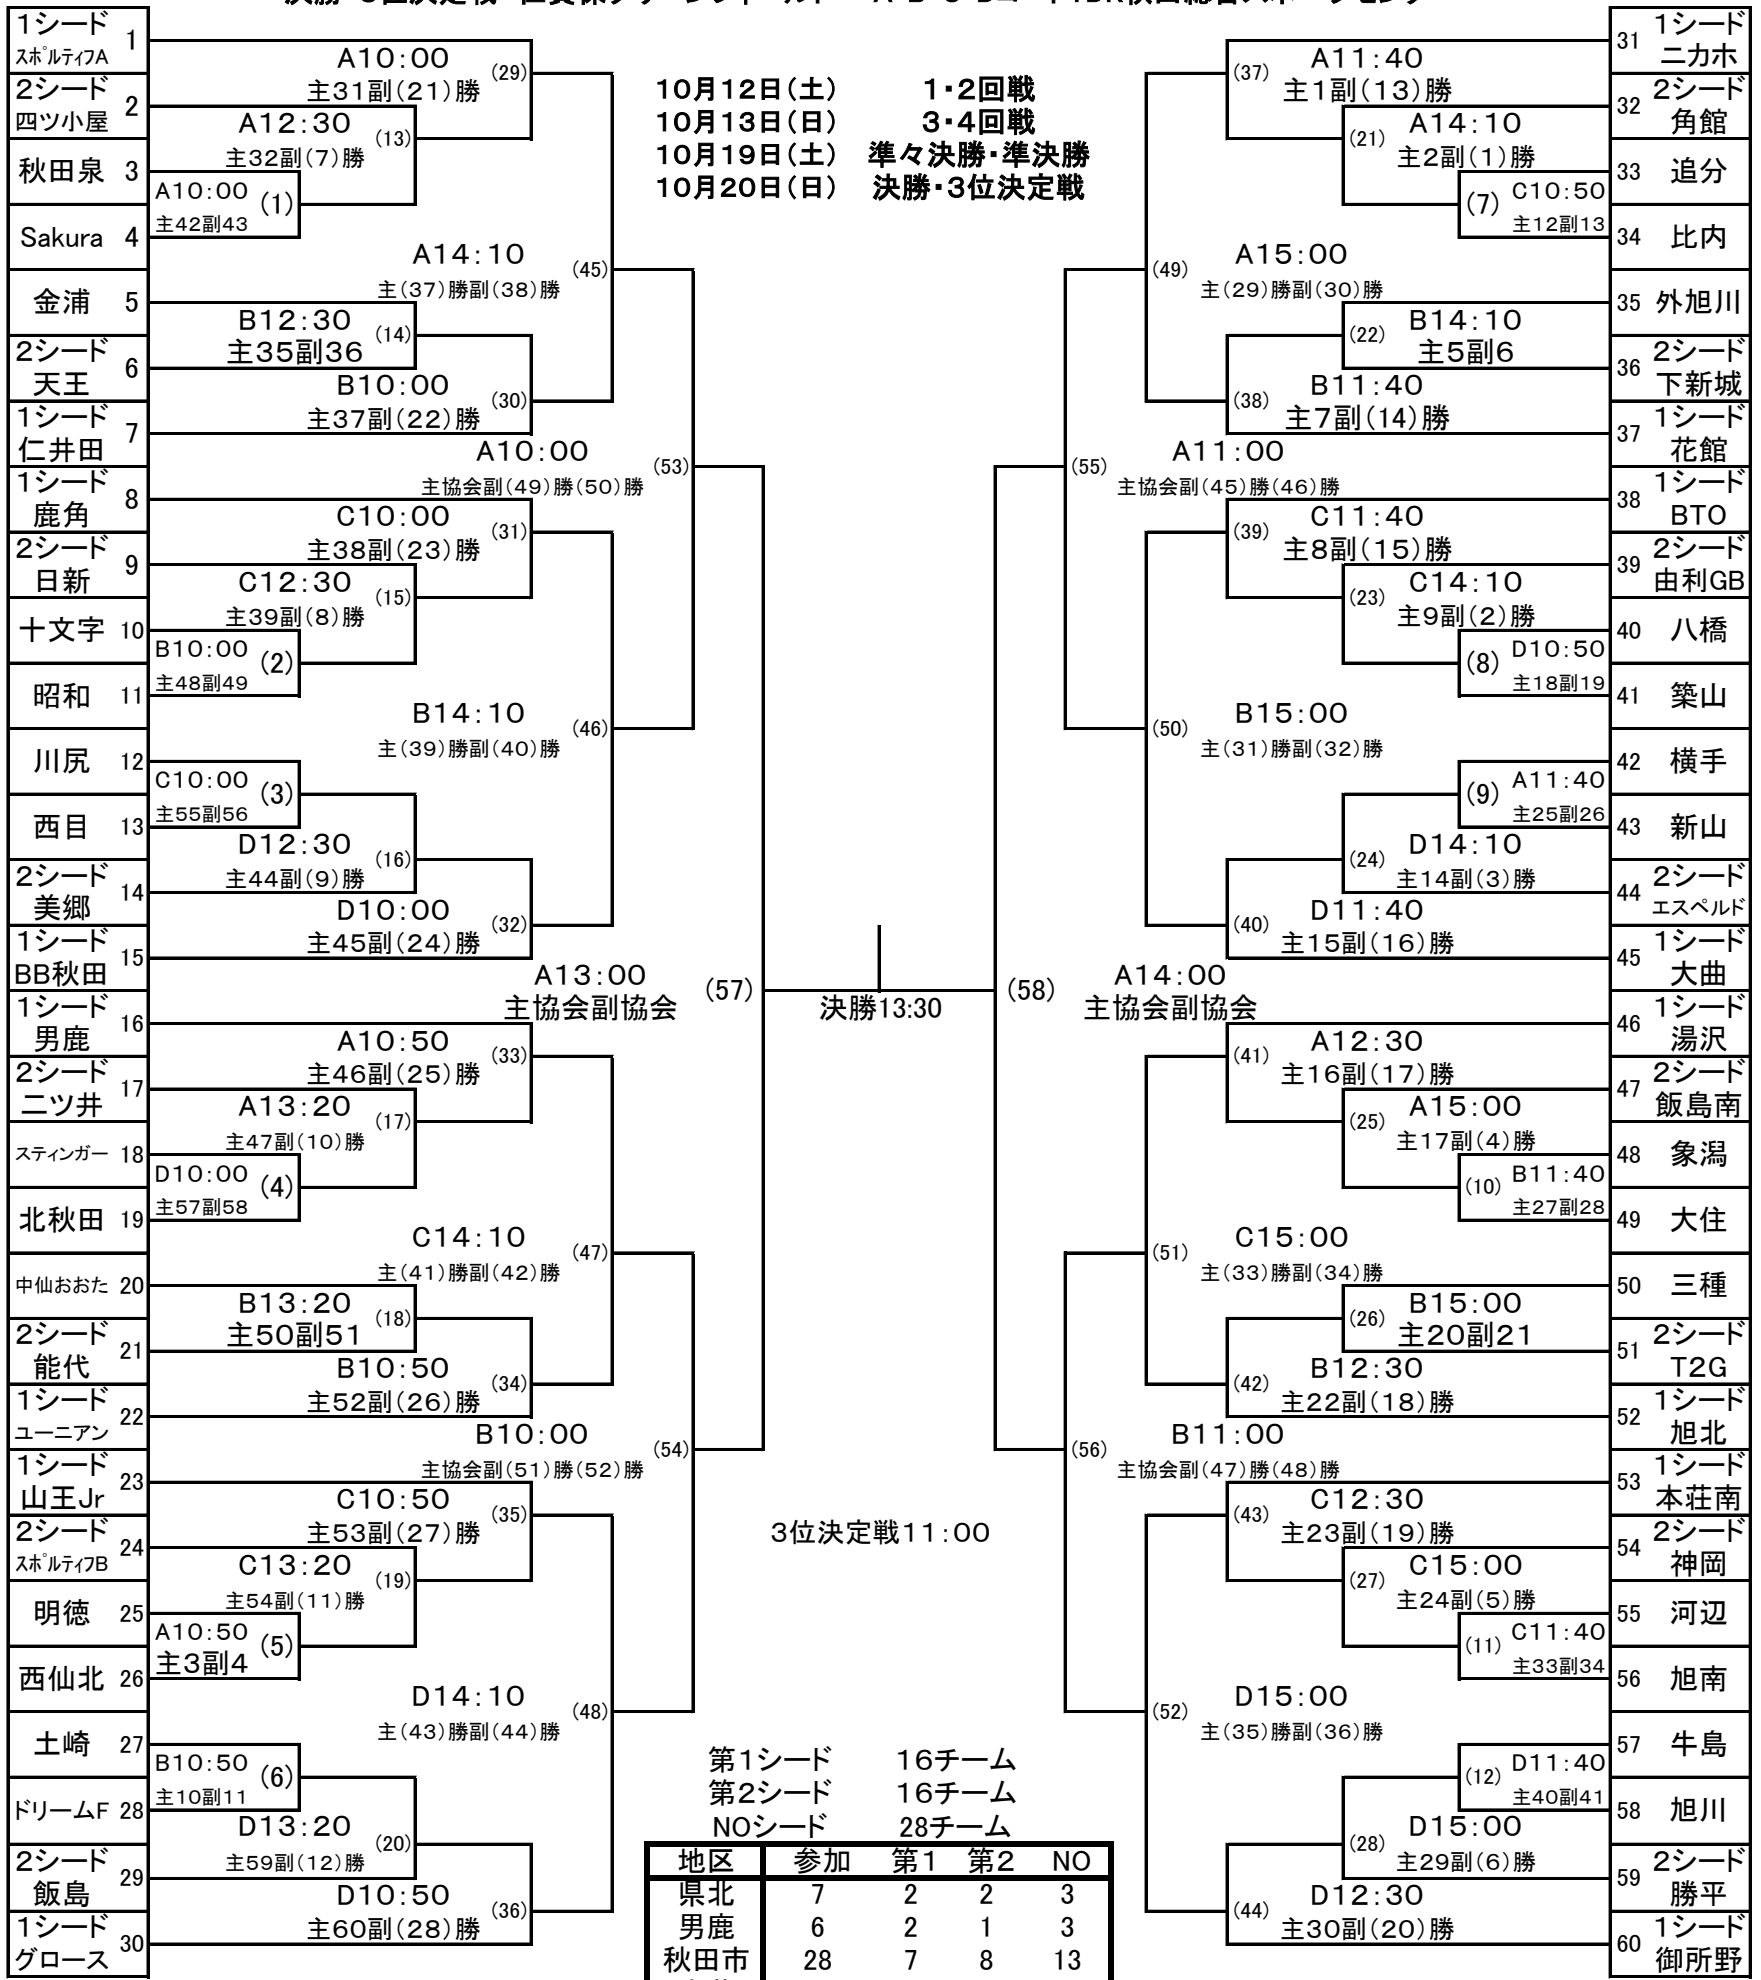 1シード
スポルティフA 1
2シード
四ツ小屋 2
秋田泉 3
Sakura 4
金浦 5
2シード
天王 6
1シード
仁井田 7
1シード
鹿角 8
2シード
日新 9
十文字 10
昭和 11
川尻 12
西目 13
2シード
美郷 14
1シード
BB秋田 15
1シード
男鹿 16
2シード
二ツ井 17
スティンガー 18
北秋田 19
中仙おおた 20
2シード
能代 21
1シード
ユーニアン 22
1シード
山王Jr 23
2シード
スポルティフB 24
明徳 25
西仙北 26
土崎 27
ドリームF 28
2シード
飯島 29
1シード
グロース 30
A10:00 (29)
主31副(21)勝
A12:30 (13)
主32副(7)勝
A10:00 (1)
主42副43
A14:10 (45)
主(37)勝副(38)勝
B12:30 (14)
主35副36
B10:00 (30)
主37副(22)勝
A10:00 (53)
主協会副(49)勝(50)勝
C10:00 (31)
主38副(23)勝
C12:30 (15)
主39副(8)勝
B10:00 (2)
主48副49
B14:10 (46)
主(39)勝副(40)勝
C10:00 (3)
主55副56
D12:30 (16)
主44副(9)勝
D10:00 (32)
主45副(24)勝
A13:00 (57)
主協会副協会
A10:50 (33)
主46副(25)勝
A13:20 (17)
主47副(10)勝
D10:00 (4)
主57副58
C14:10 (47)
主(41)勝副(42)勝
B13:20 (18)
主50副51
B10:50 (34)
主52副(26)勝
B10:00 (54)
主協会副(51)勝(52)勝
C10:50 (35)
主53副(27)勝
C13:20 (19)
主54副(11)勝
A10:50 (5)
主3副4
D14:10 (48)
主(43)勝副(44)勝
B10:50 (6)
主10副11
D13:20 (20)
主59副(12)勝
D10:50 (36)
主60副(28)勝
10月12日(土) 1・2回戦
10月13日(日) 3・4回戦
10月19日(土) 準々決勝・準決勝
10月20日(日) 決勝・3位決定戦
決勝13:30
3位決定戦11:00
(37) A11:40
主1副(13)勝
(21) A14:10
主2副(1)勝
(7) C10:50
主12副13
(49) A15:00
主(29)勝副(30)勝
(22) B14:10
主5副6
(38) B11:40
主7副(14)勝
(55) A11:00
主協会副(45)勝(46)勝
(39) C11:40
主8副(15)勝
(23) C14:10
主9副(2)勝
(8) D10:50
主18副19
(50) B15:00
主(31)勝副(32)勝
(9) A11:40
主25副26
(24) D14:10
主14副(3)勝
(40) D11:40
主15副(16)勝
(58) A14:00
主協会副協会
(41) A12:30
主16副(17)勝
(25) A15:00
主17副(4)勝
(10) B11:40
主27副28
(51) C15:00
主(33)勝副(34)勝
(26) B15:00
主20副21
(42) B12:30
主22副(18)勝
(56) B11:00
主協会副(47)勝(48)勝
(43) C12:30
主23副(19)勝
(27) C15:00
主24副(5)勝
(11) C11:40
主33副34
(52) D15:00
主(35)勝副(36)勝
(12) D11:40
主40副41
(28) D15:00
主29副(6)勝
(44) D12:30
主30副(20)勝
31 1シード
ニカホ
32 2シード
角館
33 追分
34 比内
35 外旭川
36 2シード
下新城
37 1シード
花館
38 1シード
BTO
39 2シード
由利GB
40 八橋
41 築山
42 横手
43 新山
44 2シード
エスペルド
45 1シード
大曲
46 1シード
湯沢
47 2シード
飯島南
48 象潟
49 大住
50 三種
51 2シード
T2G
52 1シード
旭北
53 1シード
本荘南
54 2シード
神岡
55 河辺
56 旭南
57 牛島
58 旭川
59 2シード
勝平
60 1シード
御所野
第1シード 16チーム
第2シード 16チーム
NOシード 28チーム
地区 参加 第1 第2 NO
県北 7 2 2 3
男鹿 6 2 1 3
秋田市 28 7 8 13